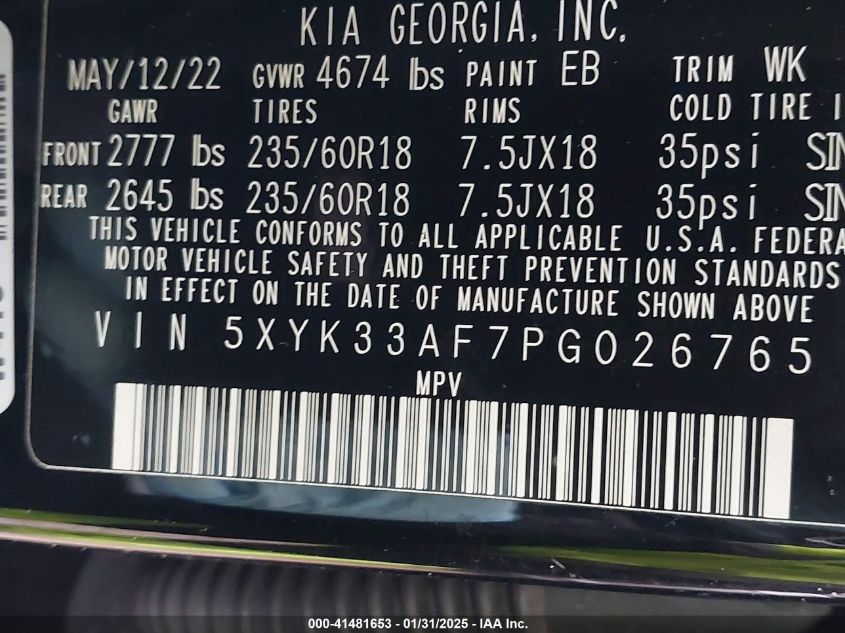 KIA GEORGIA, INC.
MAY/12/22 GVWR 4674 lbs PAINT EB TRIM WK
GAWR TIRES RIMS COLD TIRE
FRONT 2777 lbs 235/60R18 7.5JX18 35psi
REAR 2645 lbs 235/60R18 7.5JX18 35psi
THIS VEHICLE CONFORMS TO ALL APPLICABLE U.S.A. FEDERA
MOTOR VEHICLE SAFETY AND THEFT PREVENTION STANDARDS
IN EFFECT ON THE DATE OF MANUFACTURE SHOWN ABOVE
VIN 5XYK33AF7PG026765
MPV
000-41481653 - 01/31/2025 - IAA Inc.